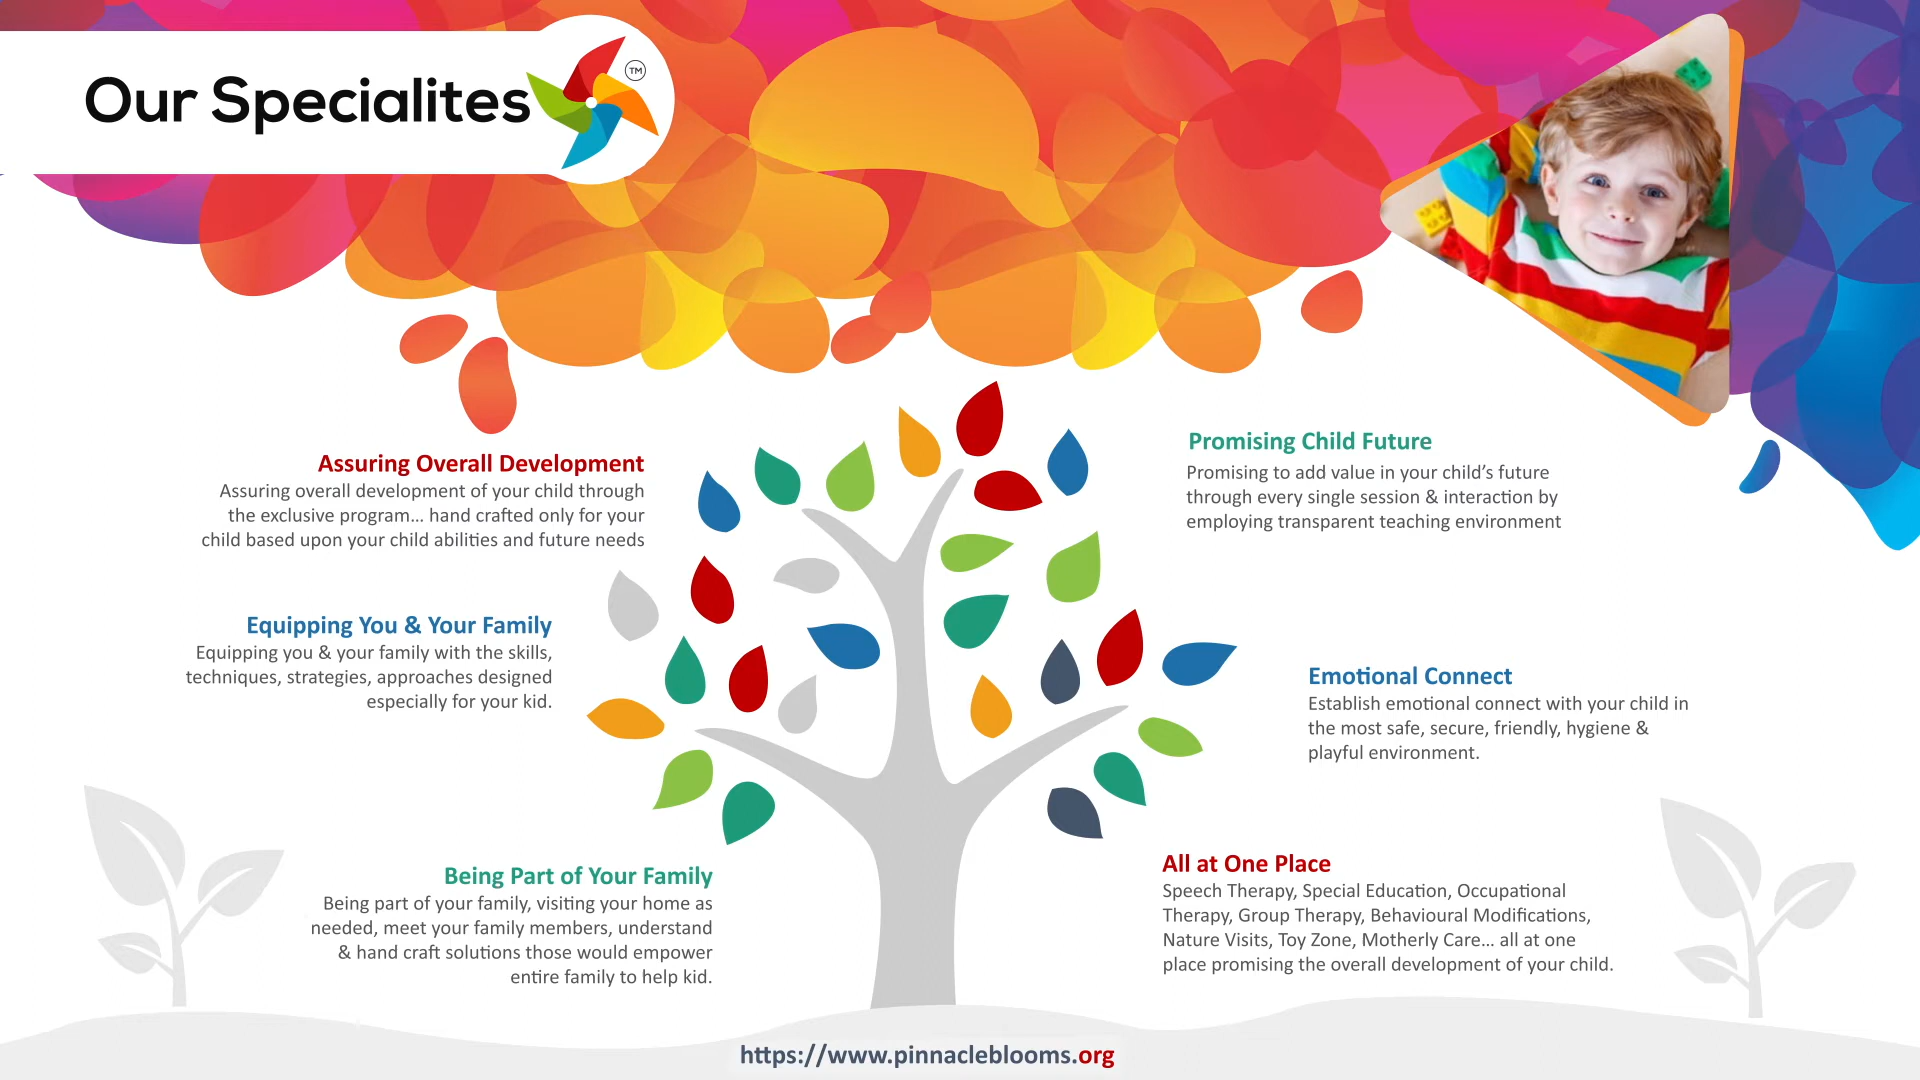 Our Specialites
TM
Assuring Overall Development
Assuring overall development of your child through
the exclusive program... hand crafted only for your
child based upon your child abilities and future needs
Equipping You & Your Family
Equipping you & your family with the skills,
techniques, strategies, approaches designed
especially for your kid.
Being Part of Your Family
Being part of your family, visiting your home as
needed, meet your family members, understand
& hand craft solutions those would empower
entire family to help kid.
Promising Child Future
Promising to add value in your child’s future
through every single session & interaction by
employing transparent teaching environment
Emotional Connect
Establish emotional connect with your child in
the most safe, secure, friendly, hygiene &
playful environment.
All at One Place
Speech Therapy, Special Education, Occupational
Therapy, Group Therapy, Behavioural Modifications,
Nature Visits, Toy Zone, Motherly Care... all at one
place promising the overall development of your child.
https://www.pinnacleblooms.org